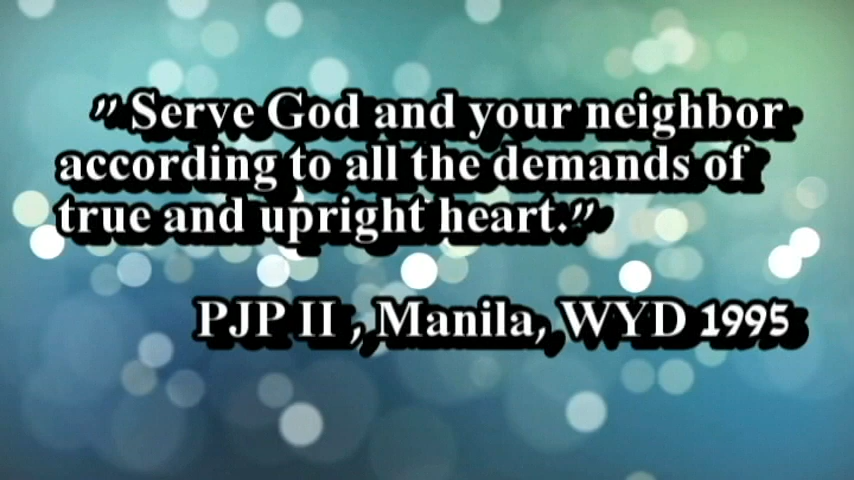 " Serve God and your neighbor
according to all the demands of
true and upright heart."
PJP II , Manila, WYD 1995